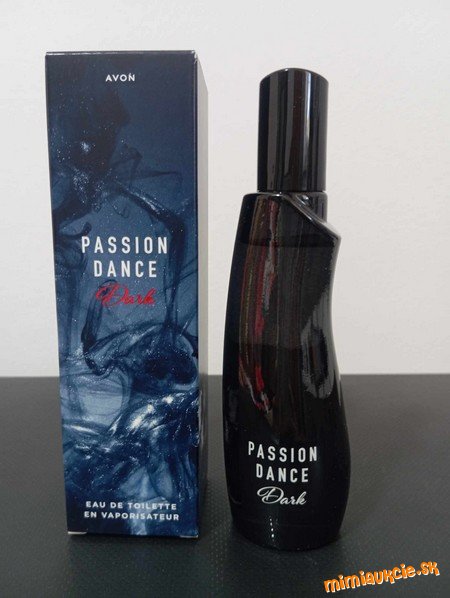 AVON
PASSION
DANCE
Dark
EAU DE TOILETTE
EN VAPORISATEUR
PASSION
DANCE
Dark
mimiaukcie.sk